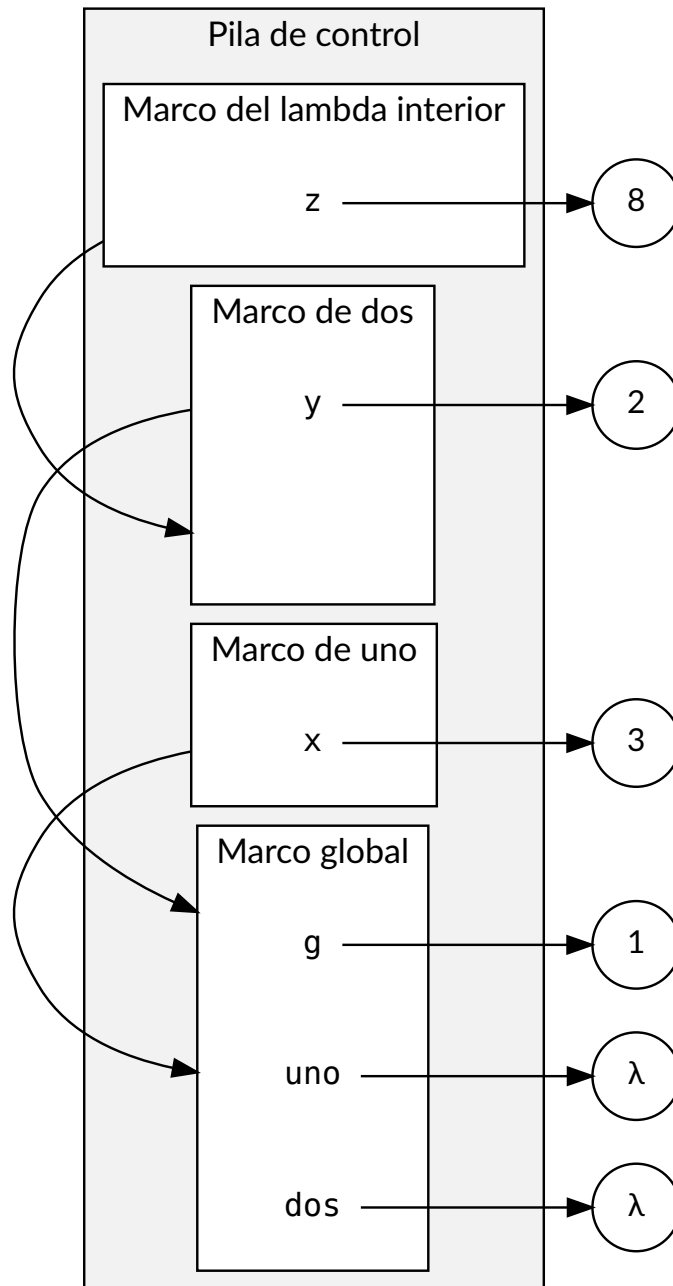 Pila de control
Marco del lambda interior
z 8
Marco de dos
y 2
Marco de uno
x 3
Marco global
g 1
uno λ
dos λ